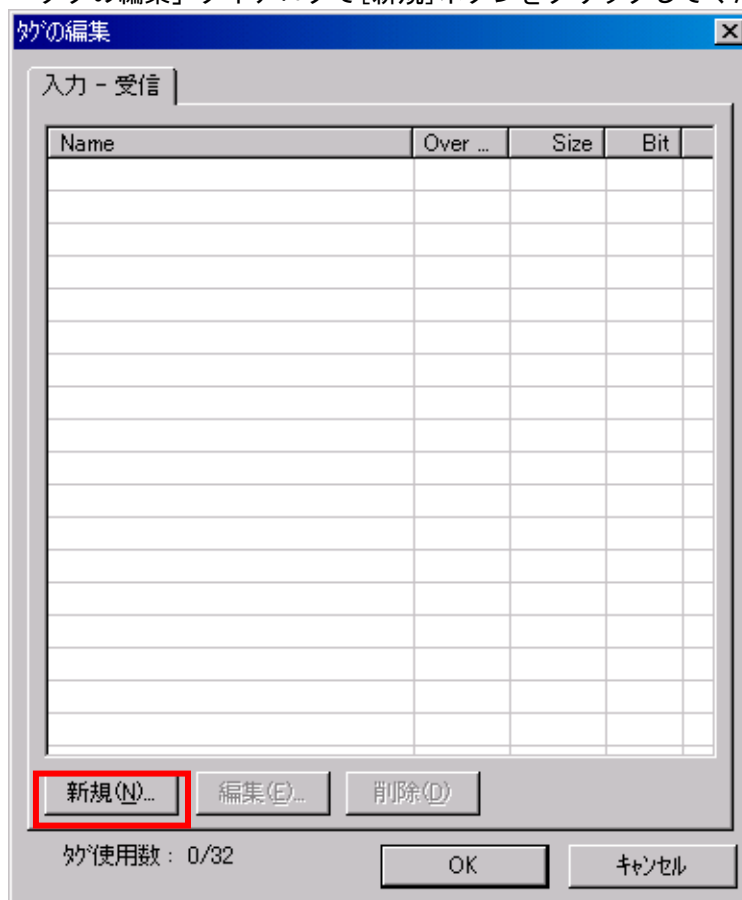 ﾀｸﾞの編集
入力 - 受信
Name Over ... Size Bit
新規(N)... 編集(E)... 削除(D)
ﾀｸﾞ使用数： 0/32
OK ｷｬﾝｾﾙ